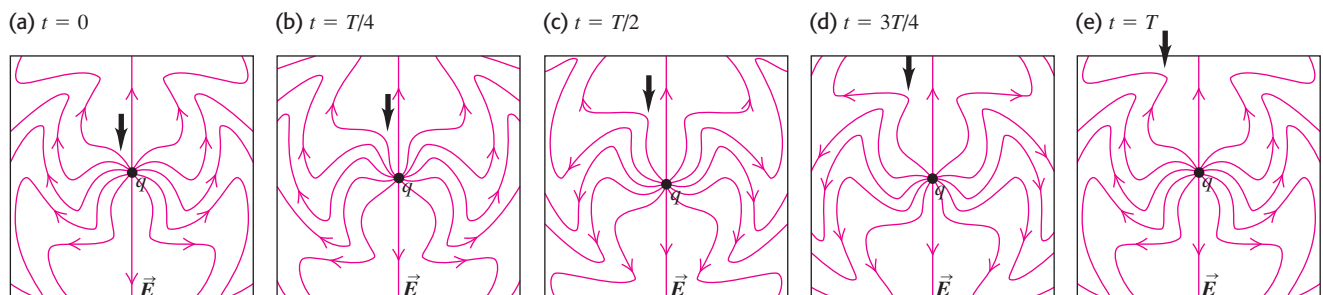 (a) t = 0
(b) t = T/4
(c) t = T/2
(d) t = 3T/4
(e) t = T
q
q
q
q
q
E⃗
E⃗
E⃗
E⃗
E⃗